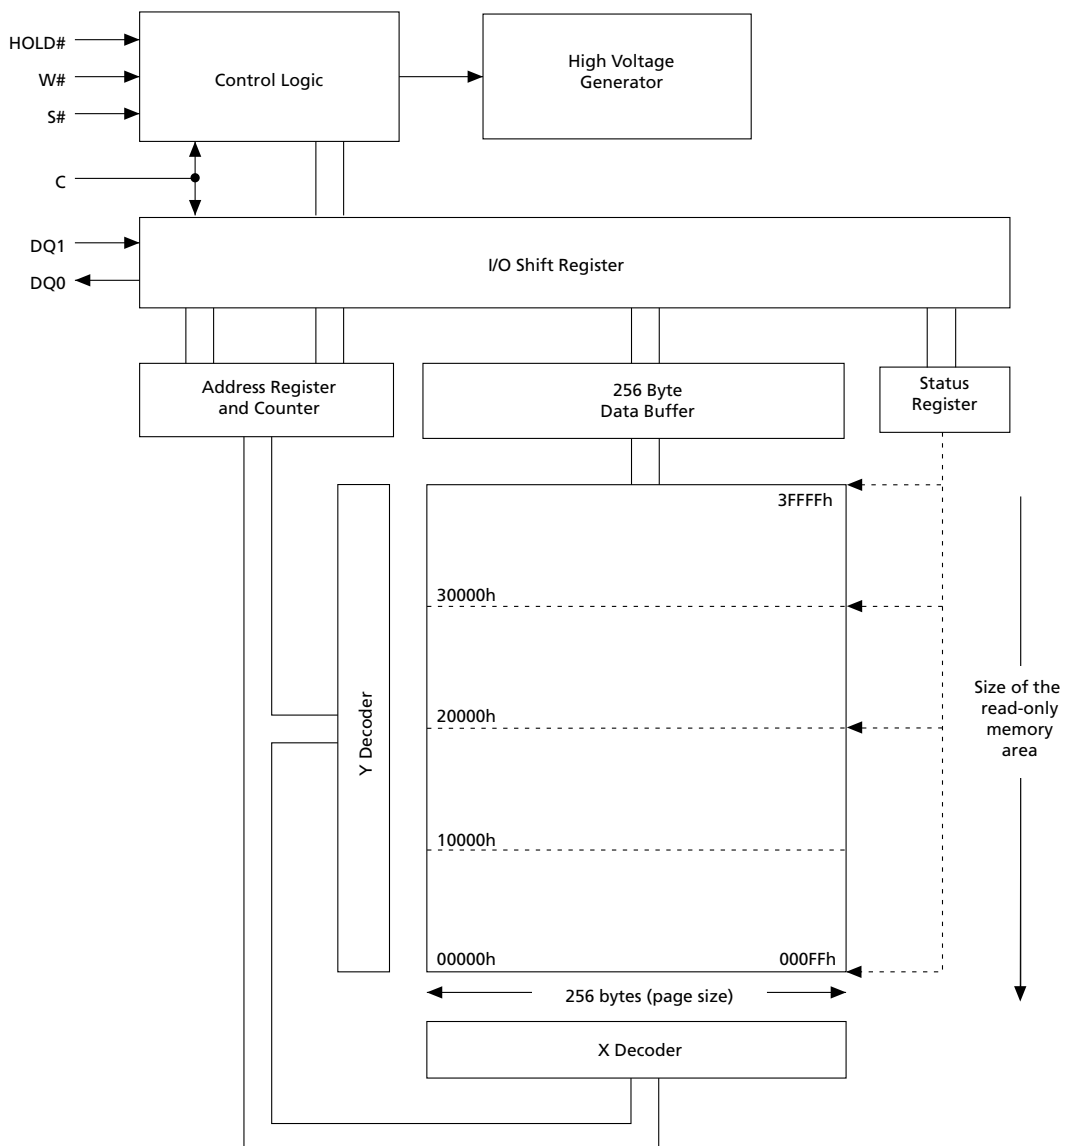 HOLD#
W#
S#
C
DQ1
DQ0
Control Logic
High Voltage
Generator
I/O Shift Register
Address Register
and Counter
256 Byte
Data Buffer
Status
Register
3FFFFh
30000h
20000h
10000h
00000h
000FFh
Y Decoder
Size of the
read-only
memory
area
256 bytes (page size)
X Decoder